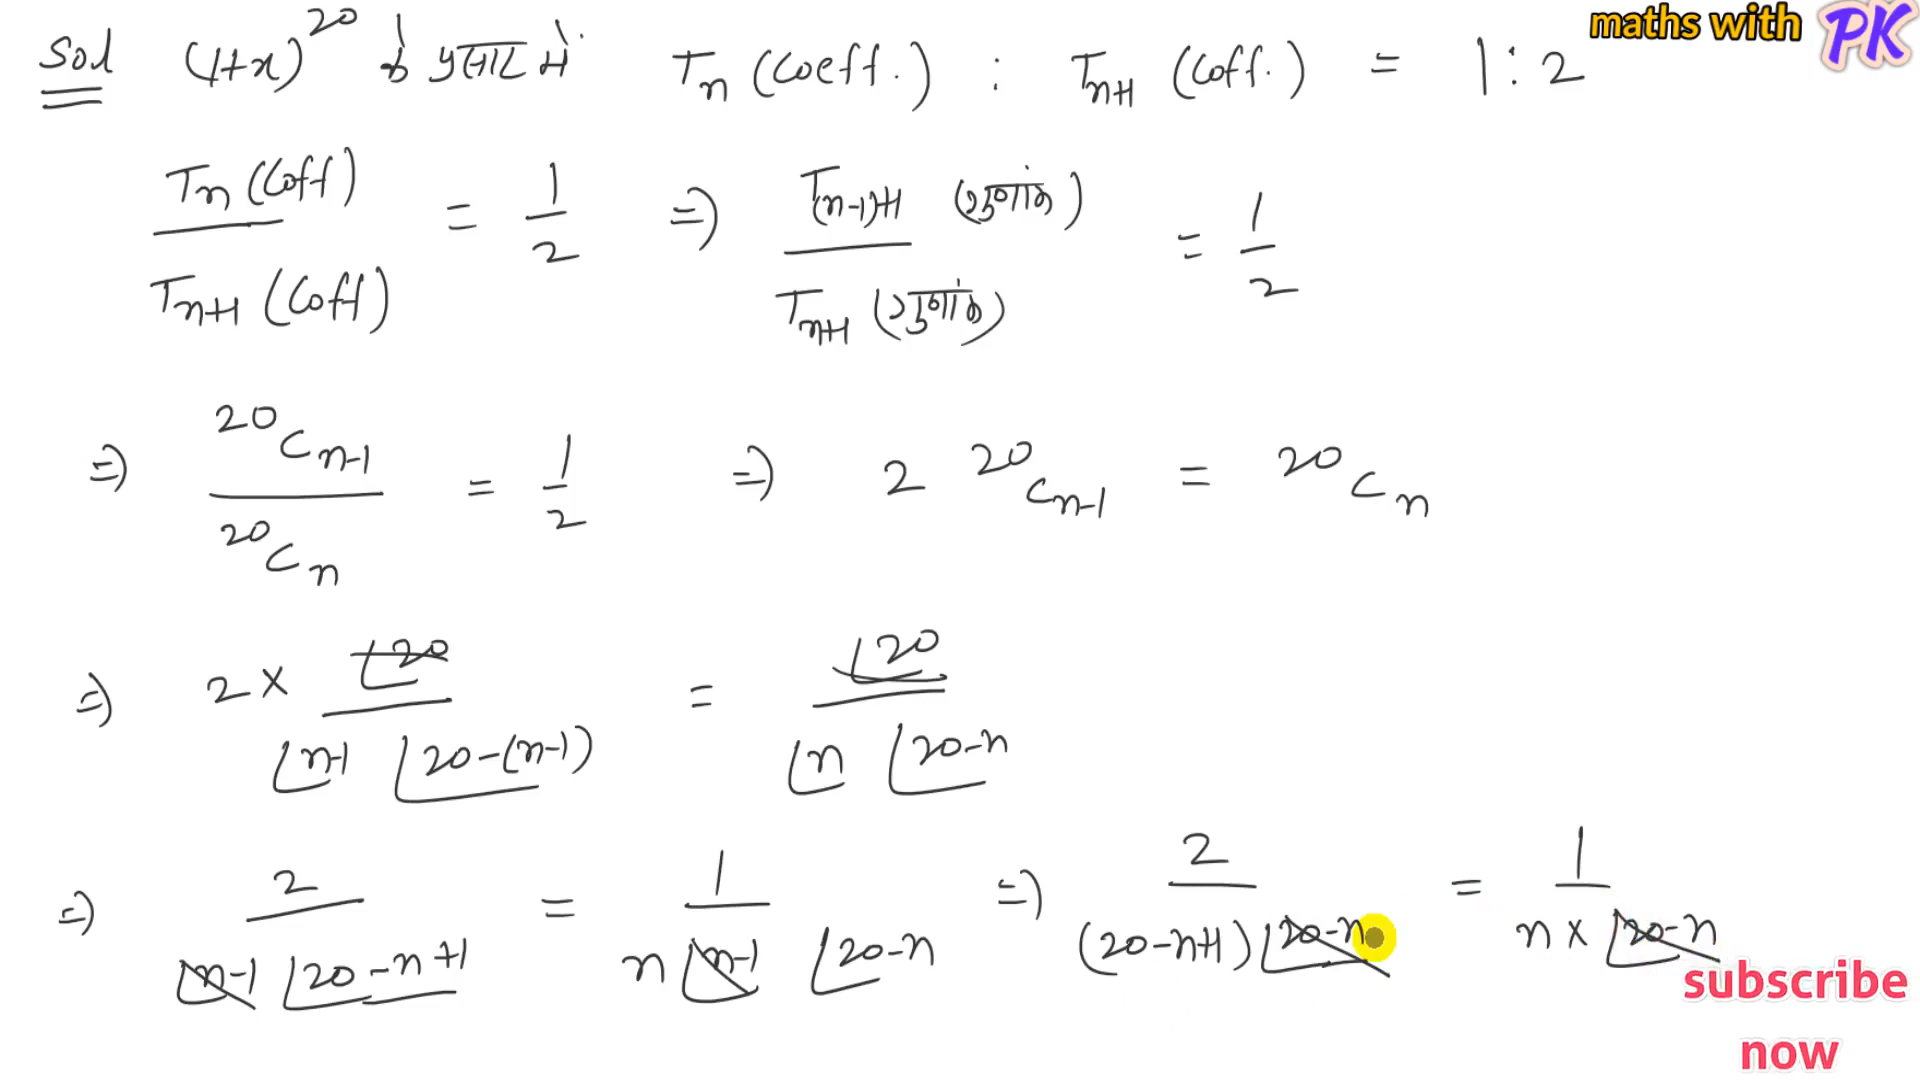 maths with PK
Sol (1+x)^20 के प्रसार में Tn (Coeff.) : Tn+1 (Coff.) = 1:2
Tn (Coff) / Tn+1 (Coff) = 1/2 => T(n-1)+1 (गुणांक) / Tn+1 (गुणांक) = 1/2
=> 20Cn-1 / 20Cn = 1/2 => 2 20Cn-1 = 20Cn
=> 2 × ⌊20 / ⌊n-1 ⌊20-(n-1) = ⌊20 / ⌊n ⌊20-n
=> 2 / ⌊n-1 ⌊20-n+1 = 1 / n ⌊n-1 ⌊20-n => 2 / (20-n+1) ⌊20-n = 1 / n × ⌊20-n
subscribe
now